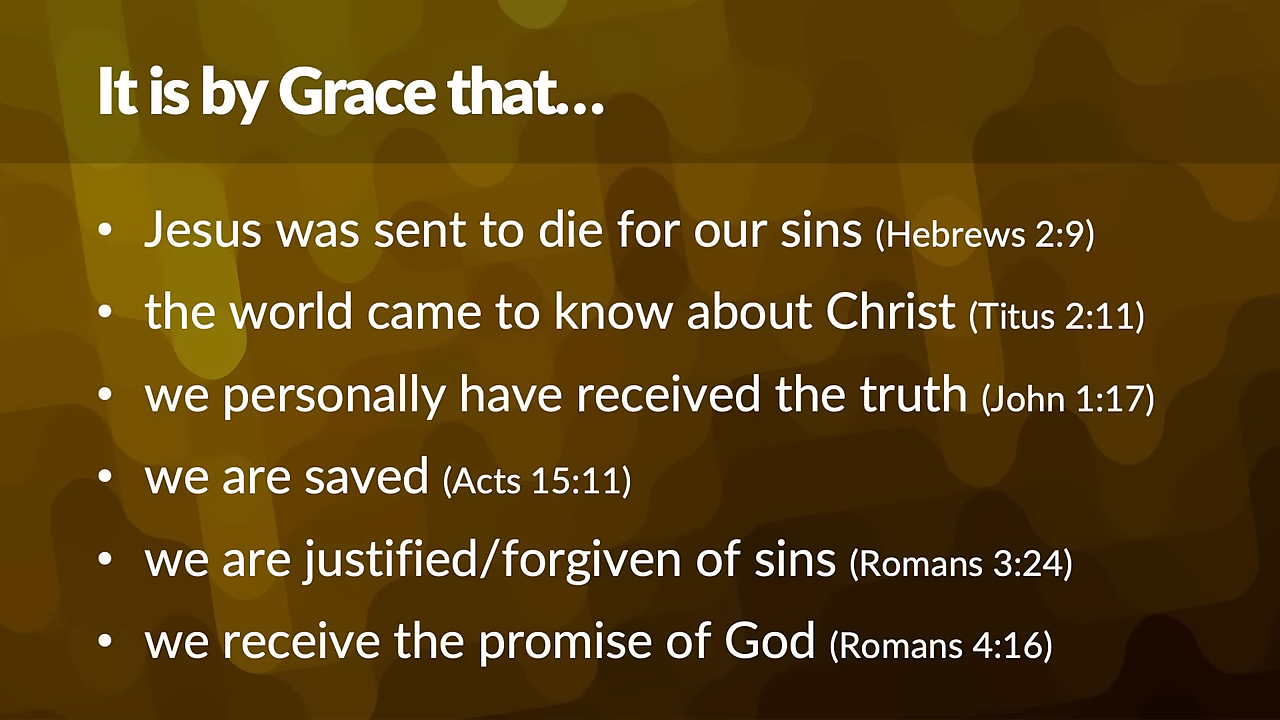 It is by Grace that…
• Jesus was sent to die for our sins (Hebrews 2:9)
• the world came to know about Christ (Titus 2:11)
• we personally have received the truth (John 1:17)
• we are saved (Acts 15:11)
• we are justified/forgiven of sins (Romans 3:24)
• we receive the promise of God (Romans 4:16)